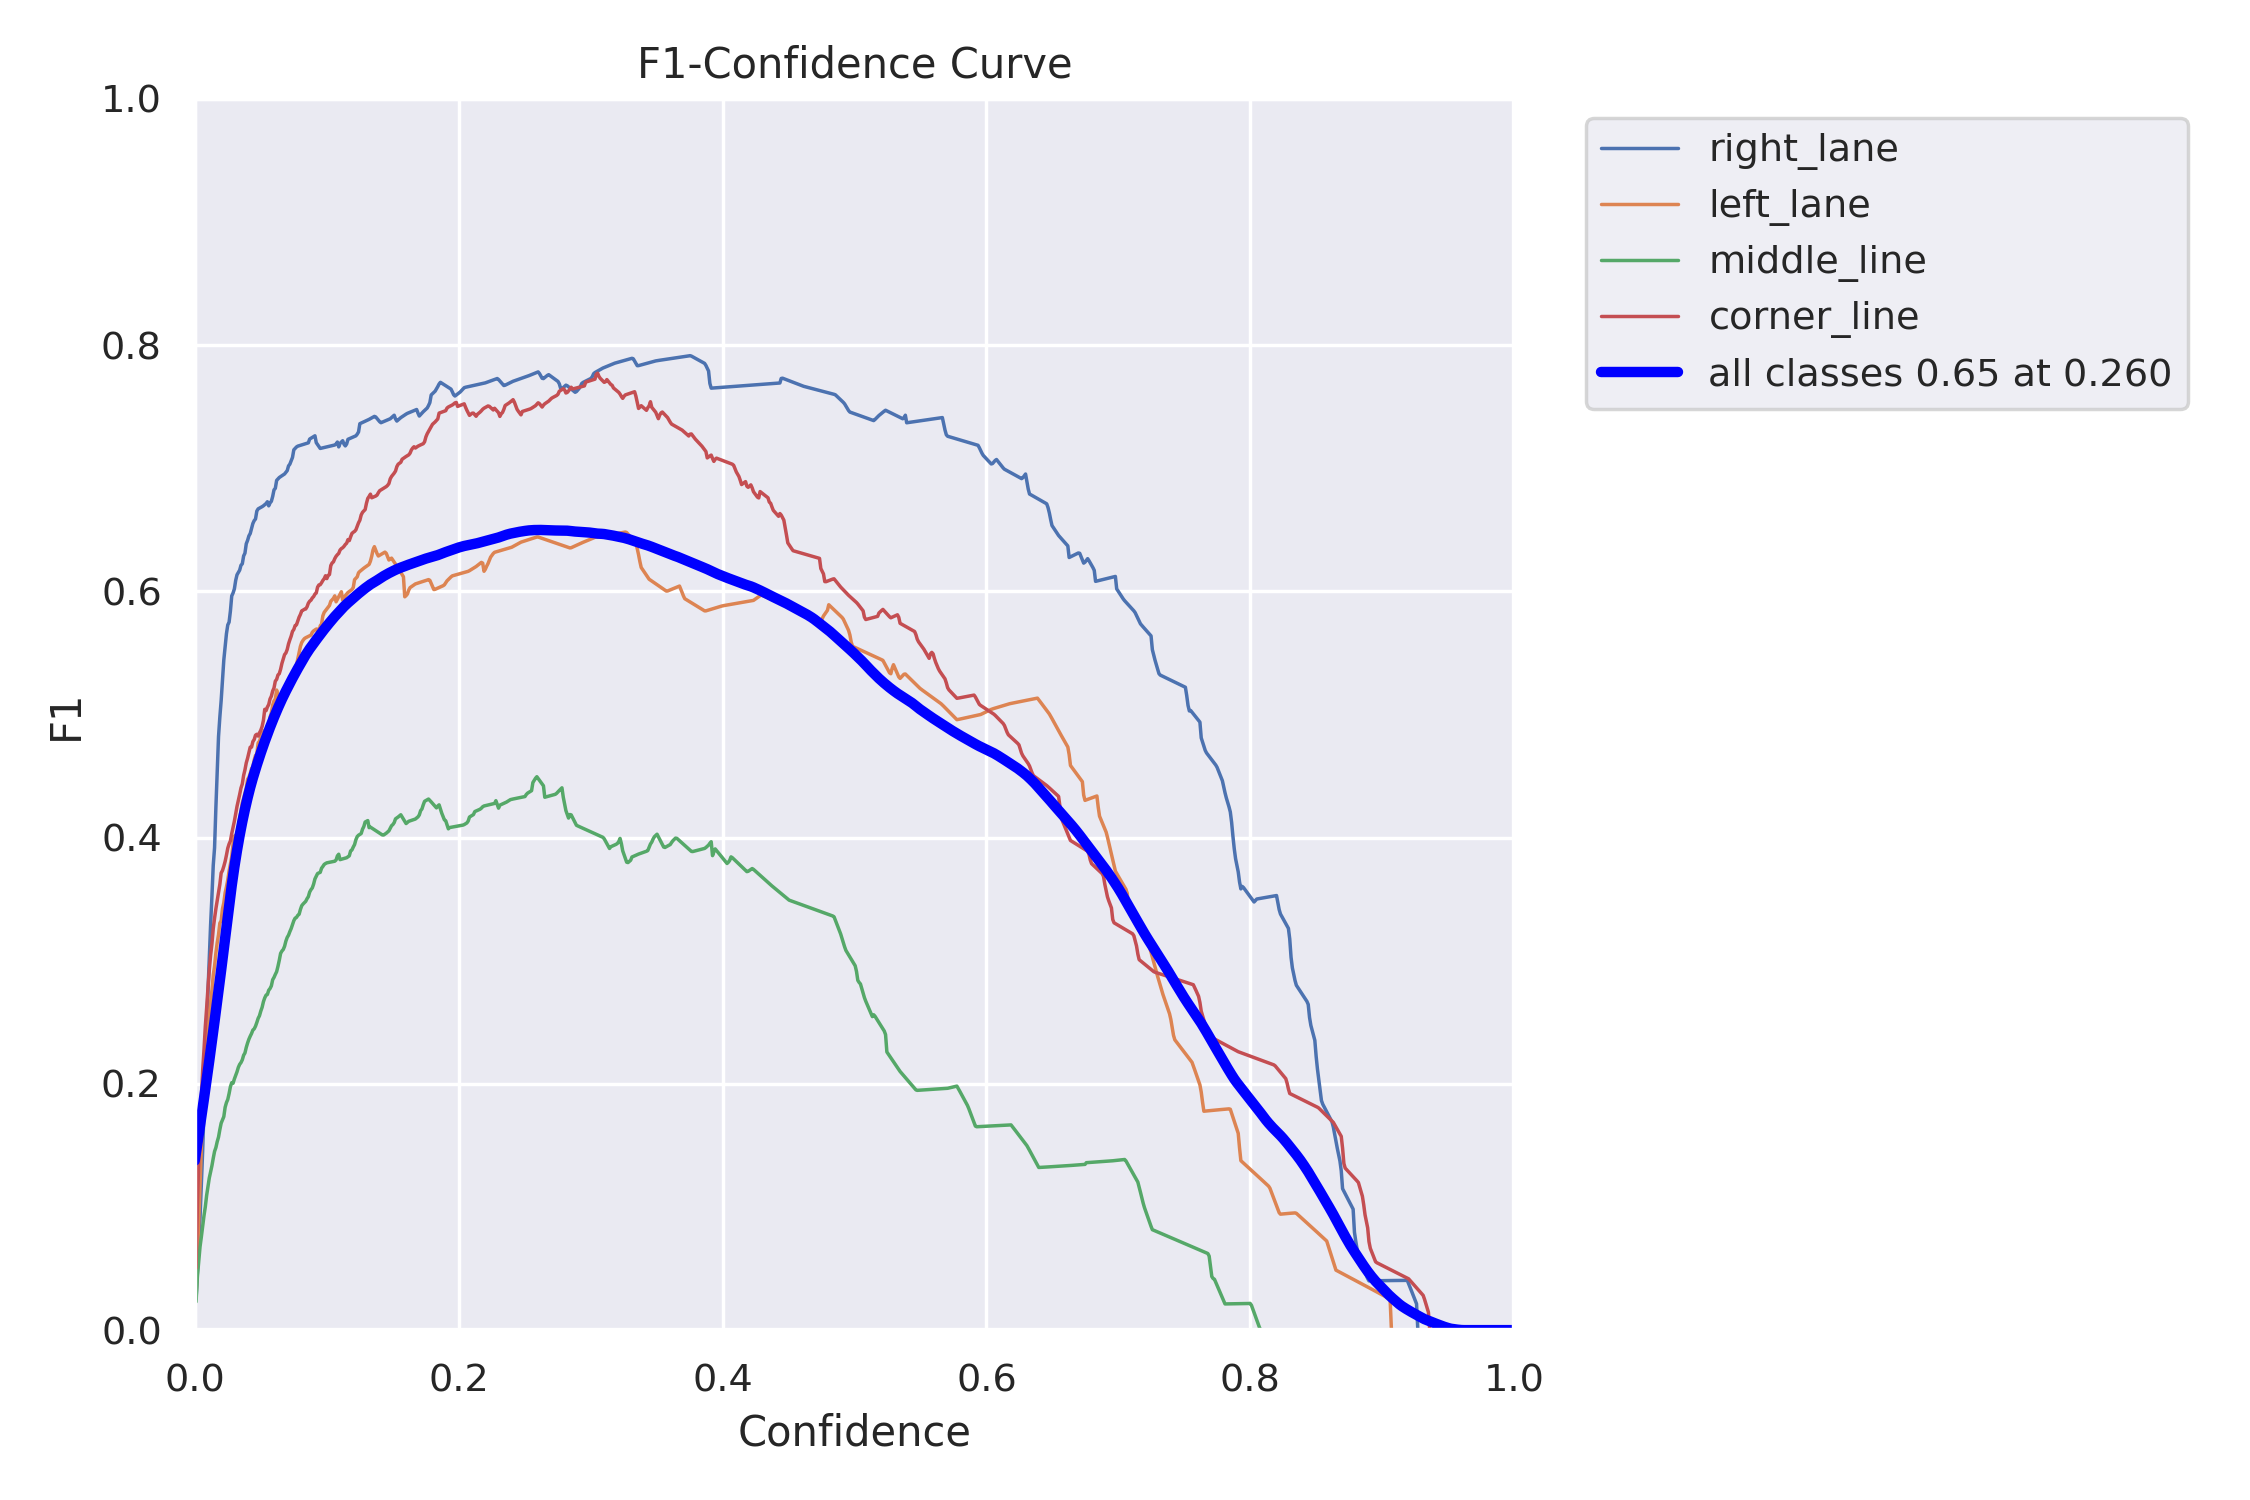 F1-Confidence Curve
1.0
0.8
0.6
0.4
0.2
0.0
F1
0.0 0.2 0.4 0.6 0.8 1.0
Confidence
right_lane
left_lane
middle_line
corner_line
all classes 0.65 at 0.260